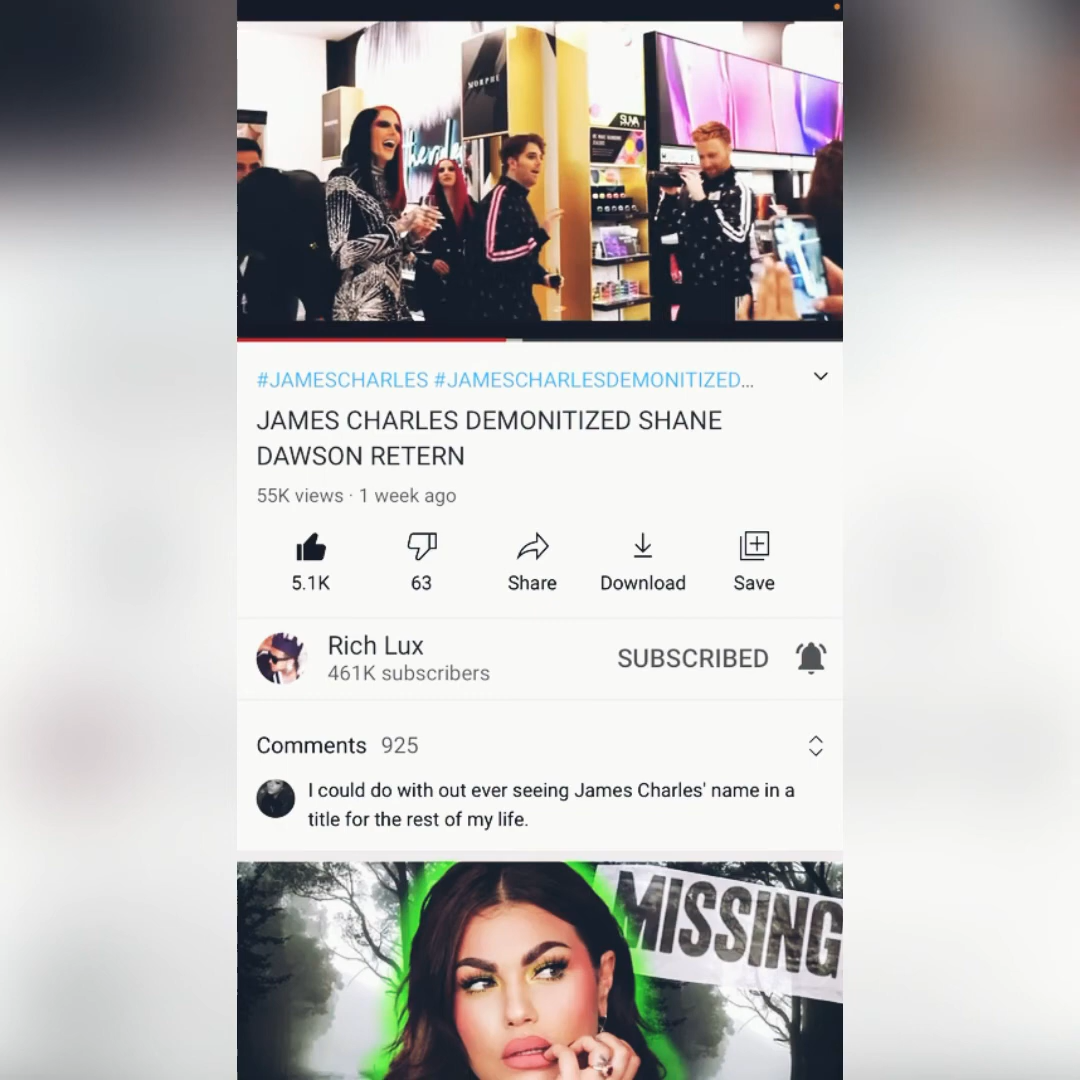 MORPHE
SUVA
#JAMESCHARLES #JAMESCHARLESDEMONITIZED...
JAMES CHARLES DEMONITIZED SHANE
DAWSON RETERN
55K views · 1 week ago
5.1K
63
Share
Download
Save
Rich Lux
461K subscribers
SUBSCRIBED
Comments 925
I could do with out ever seeing James Charles' name in a
title for the rest of my life.
MISSING